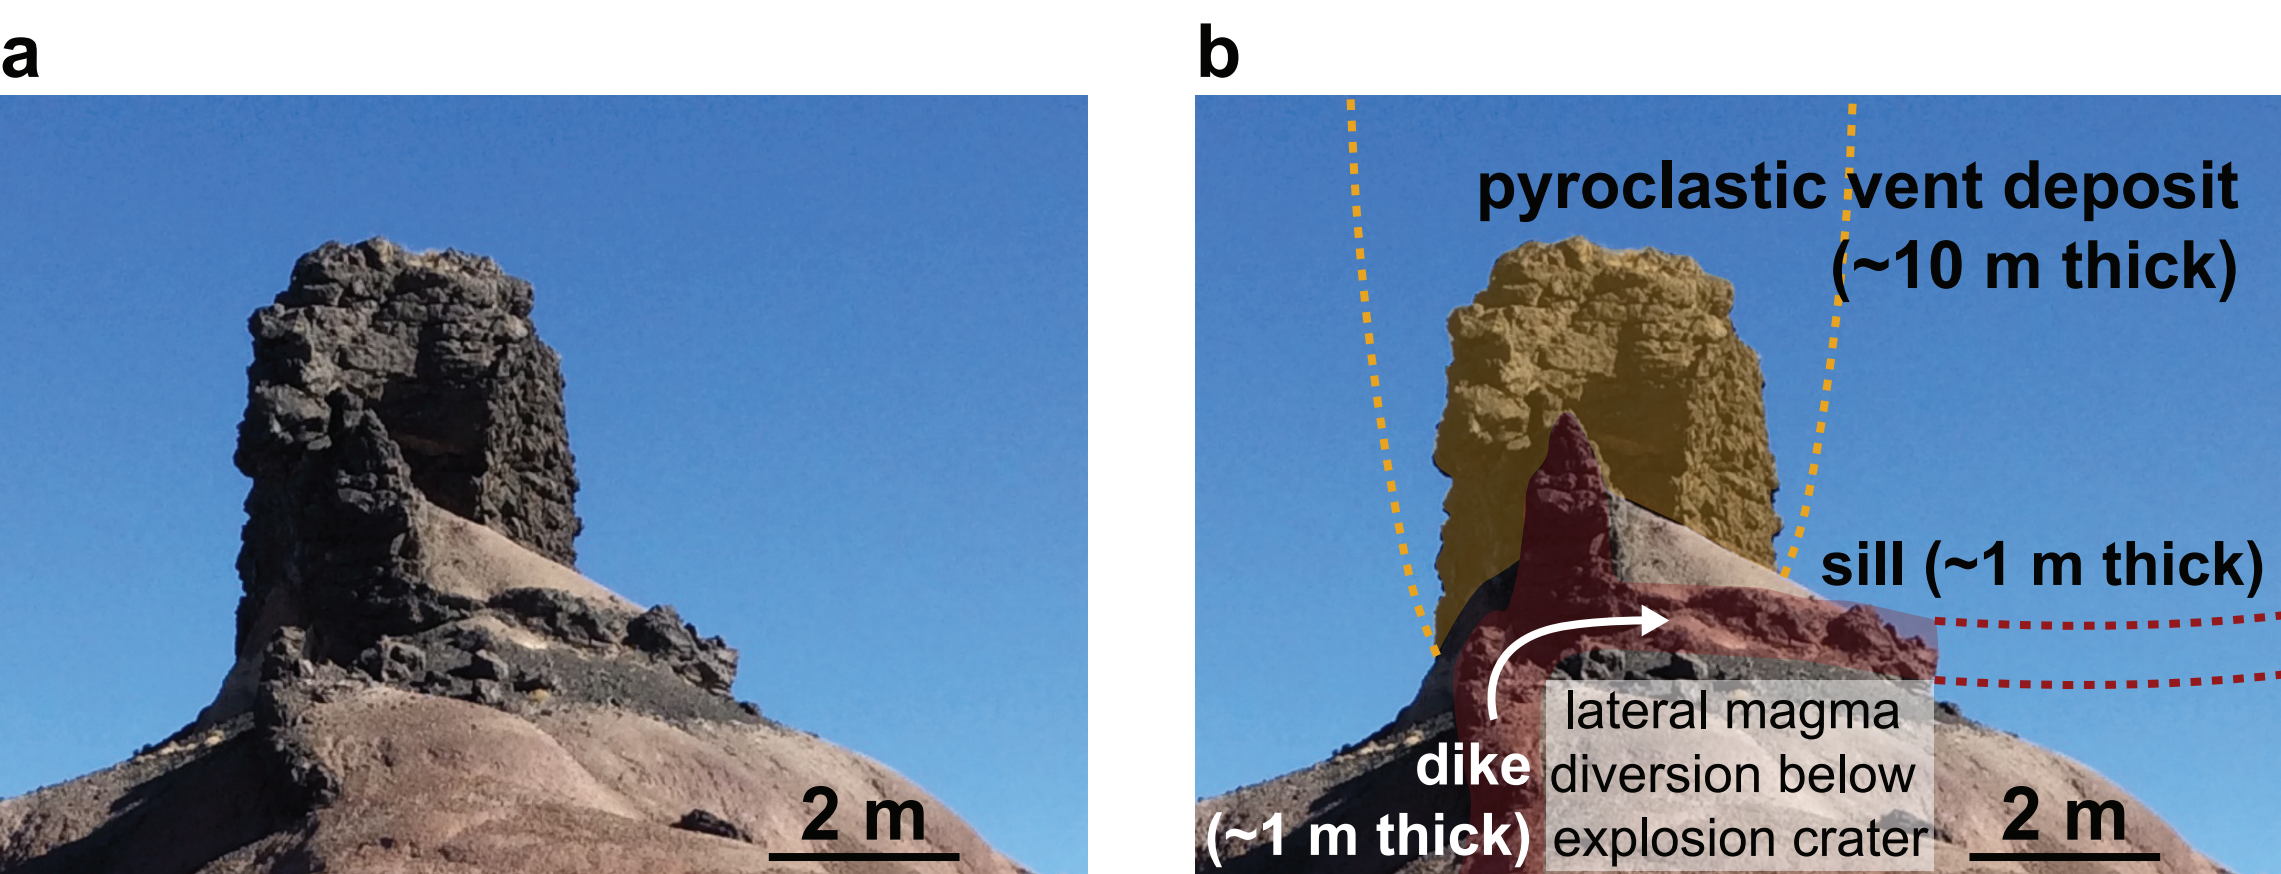 a
b
pyroclastic vent deposit
(~10 m thick)
sill (~1 m thick)
lateral magma
diversion below
explosion crater
dike
(~1 m thick)
2 m
2 m